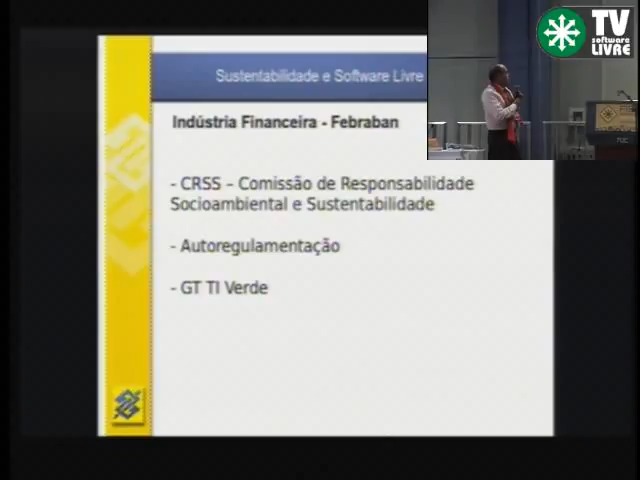 Sustentabilidade e Software Livre
Indústria Financeira - Febraban
- CRSS – Comissão de Responsabilidade
Socioambiental e Sustentabilidade
- Autoregulamentação
- GT TI Verde
TV
software
LIVRE